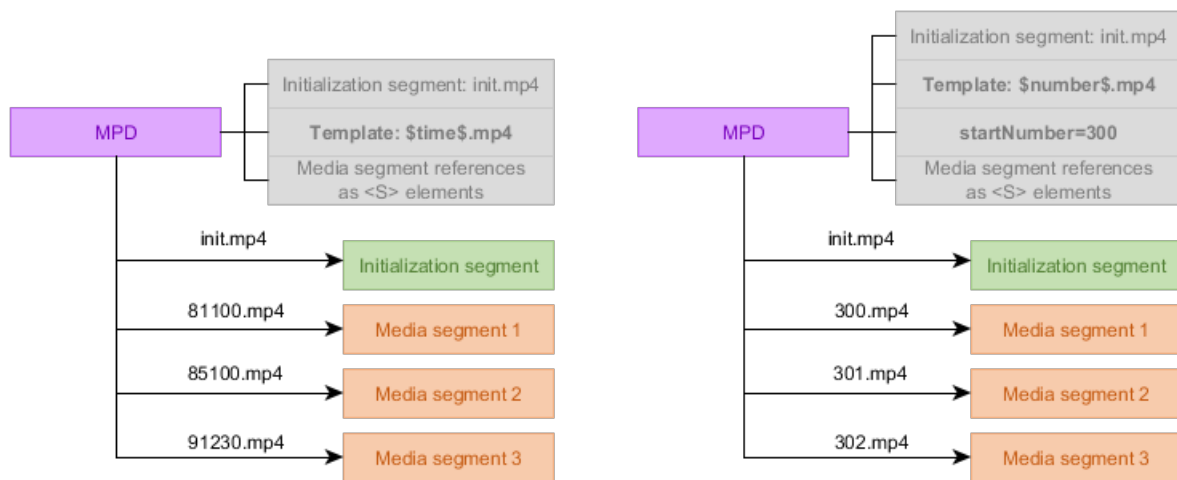 Initialization segment: init.mp4
MPD
Template: $time$.mp4
Media segment references
as <S> elements
init.mp4
Initialization segment
81100.mp4
Media segment 1
85100.mp4
Media segment 2
91230.mp4
Media segment 3
Initialization segment: init.mp4
Template: $number$.mp4
MPD
startNumber=300
Media segment references
as <S> elements
init.mp4
Initialization segment
300.mp4
Media segment 1
301.mp4
Media segment 2
302.mp4
Media segment 3